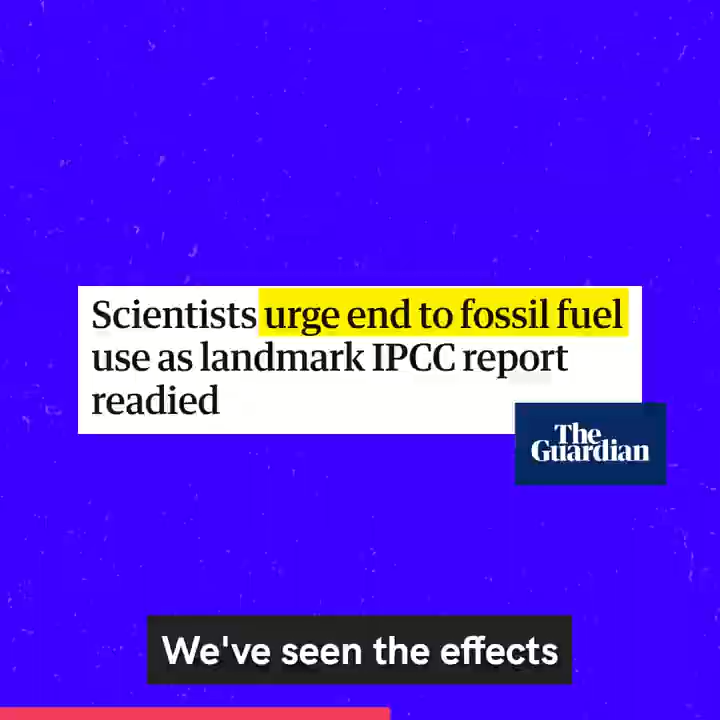 Scientists urge end to fossil fuel
use as landmark IPCC report
readied
The
Guardian
We've seen the effects